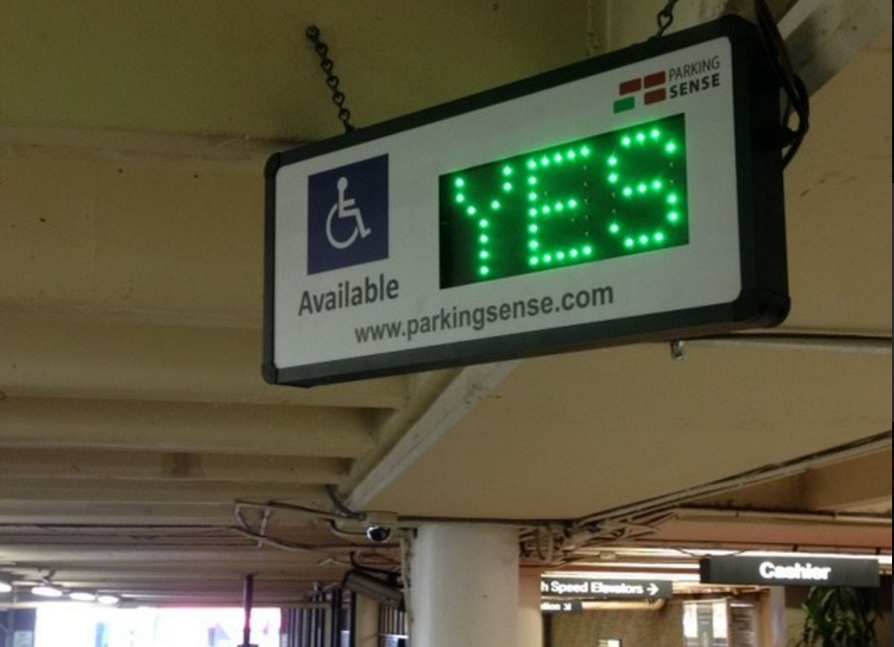 PARKING
SENSE
YES
Available
www.parkingsense.com
h Speed Elevators →
Cashier